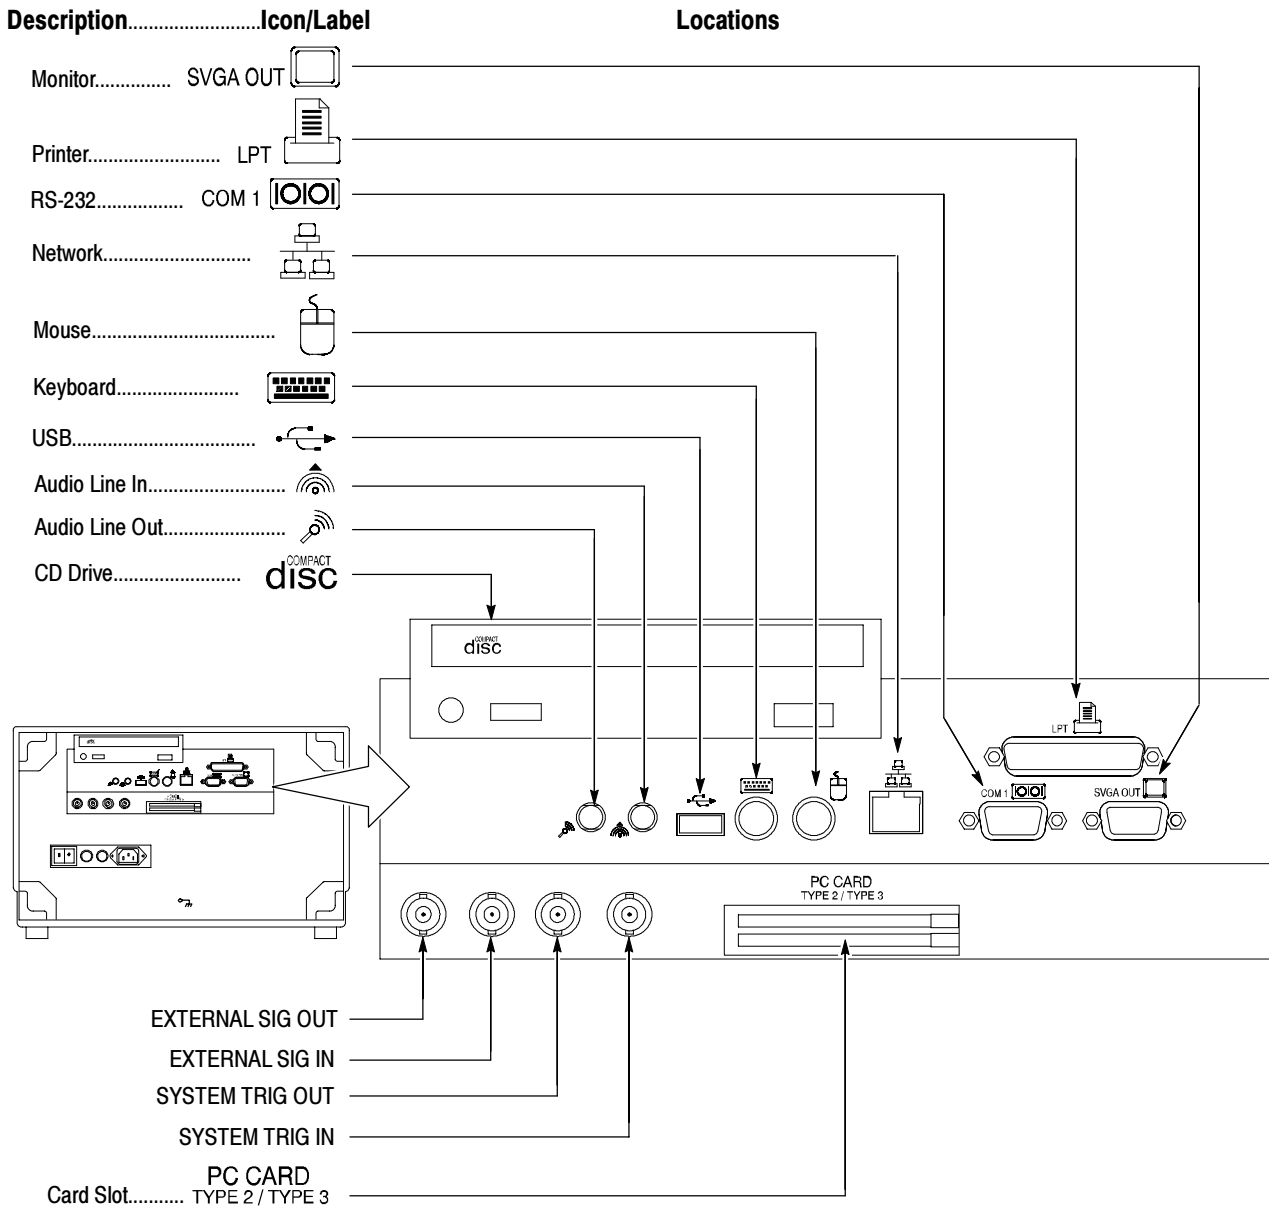 Description..........................Icon/Label
Locations
Monitor............... SVGA OUT
Printer.......................... LPT
RS-232................. COM 1 IOIOI
Network.............................
Mouse....................................
Keyboard........................
USB....................................
Audio Line In...........................
Audio Line Out........................
CD Drive......................... COMPACT disc
COMPACT
disc
LPT
COM 1 IOIOI
SVGA OUT
PC CARD
TYPE 2 / TYPE 3
EXTERNAL SIG OUT
EXTERNAL SIG IN
SYSTEM TRIG OUT
SYSTEM TRIG IN
Card Slot........... PC CARD
TYPE 2 / TYPE 3